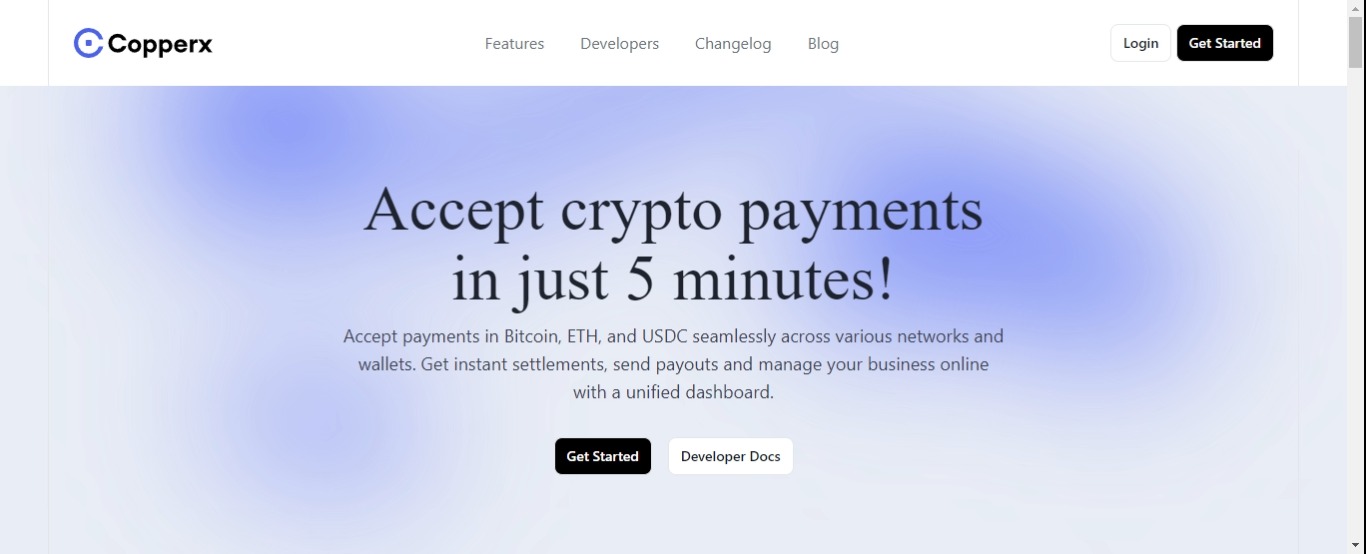 Copperx
Features
Developers
Changelog
Blog
Login
Get Started
Accept crypto payments
in just 5 minutes!
Accept payments in Bitcoin, ETH, and USDC seamlessly across various networks and
wallets. Get instant settlements, send payouts and manage your business online
with a unified dashboard.
Get Started
Developer Docs